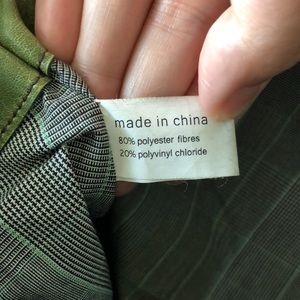 made in china
80% polyester fibres
20% polyvinyl chloride